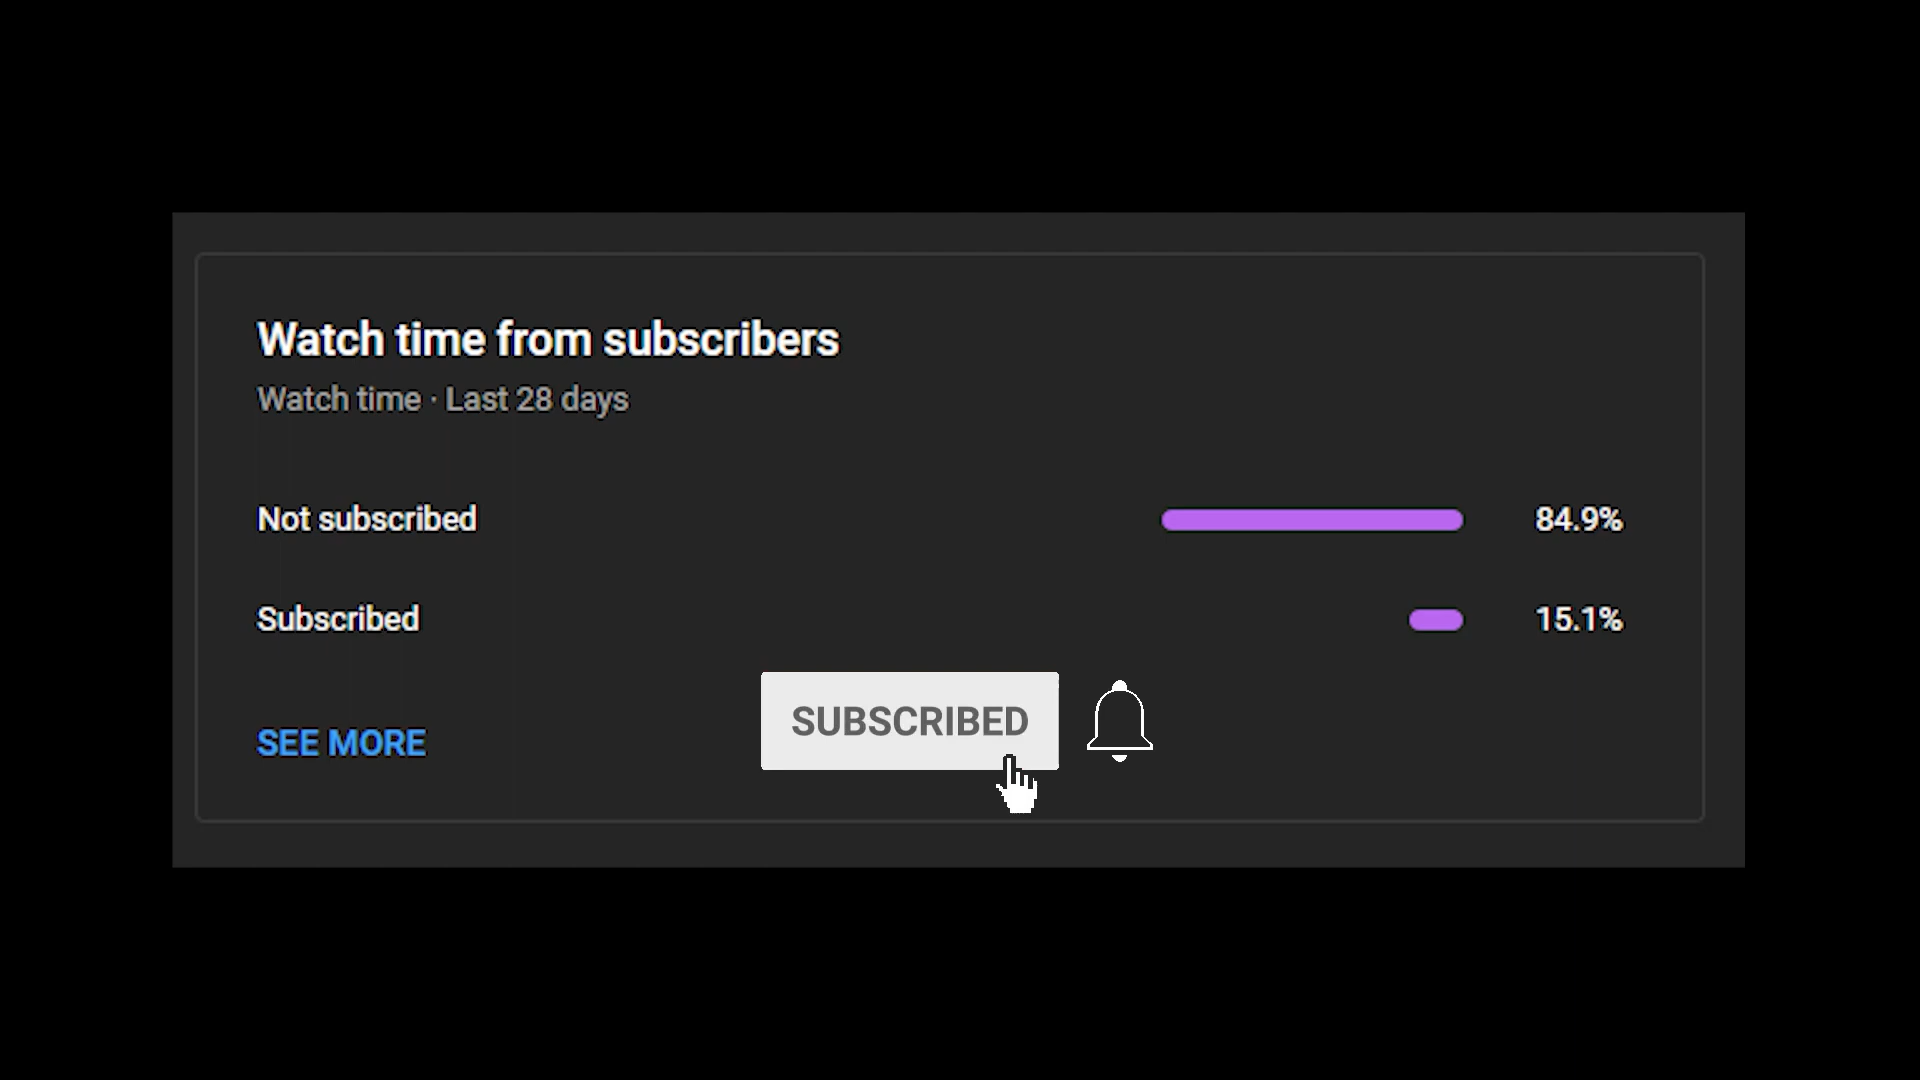 Watch time from subscribers
Watch time · Last 28 days
Not subscribed 84.9%
Subscribed 15.1%
SUBSCRIBED
SEE MORE